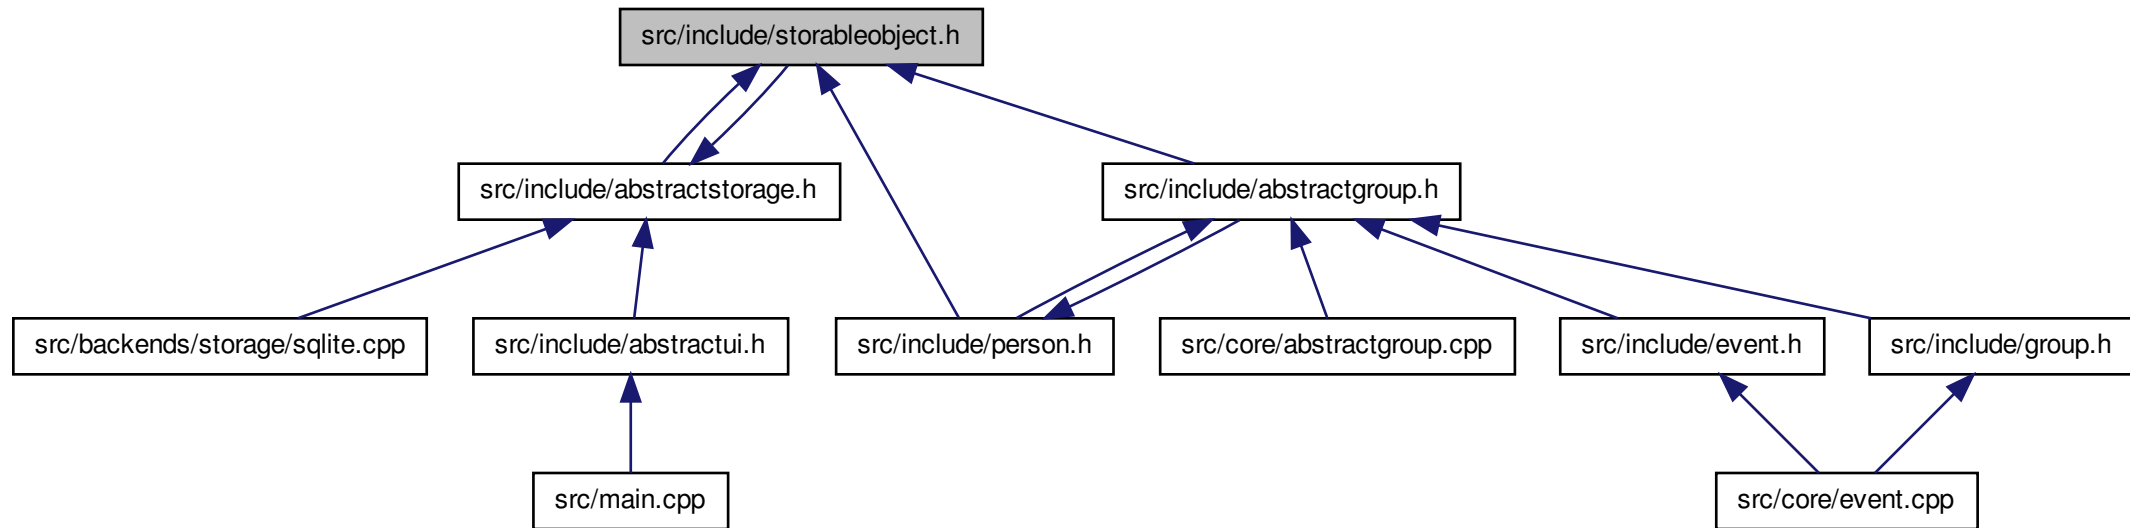 src/include/storableobject.h
src/include/abstractstorage.h
src/include/abstractgroup.h
src/backends/storage/sqlite.cpp
src/include/abstractui.h
src/include/person.h
src/core/abstractgroup.cpp
src/include/event.h
src/include/group.h
src/main.cpp
src/core/event.cpp